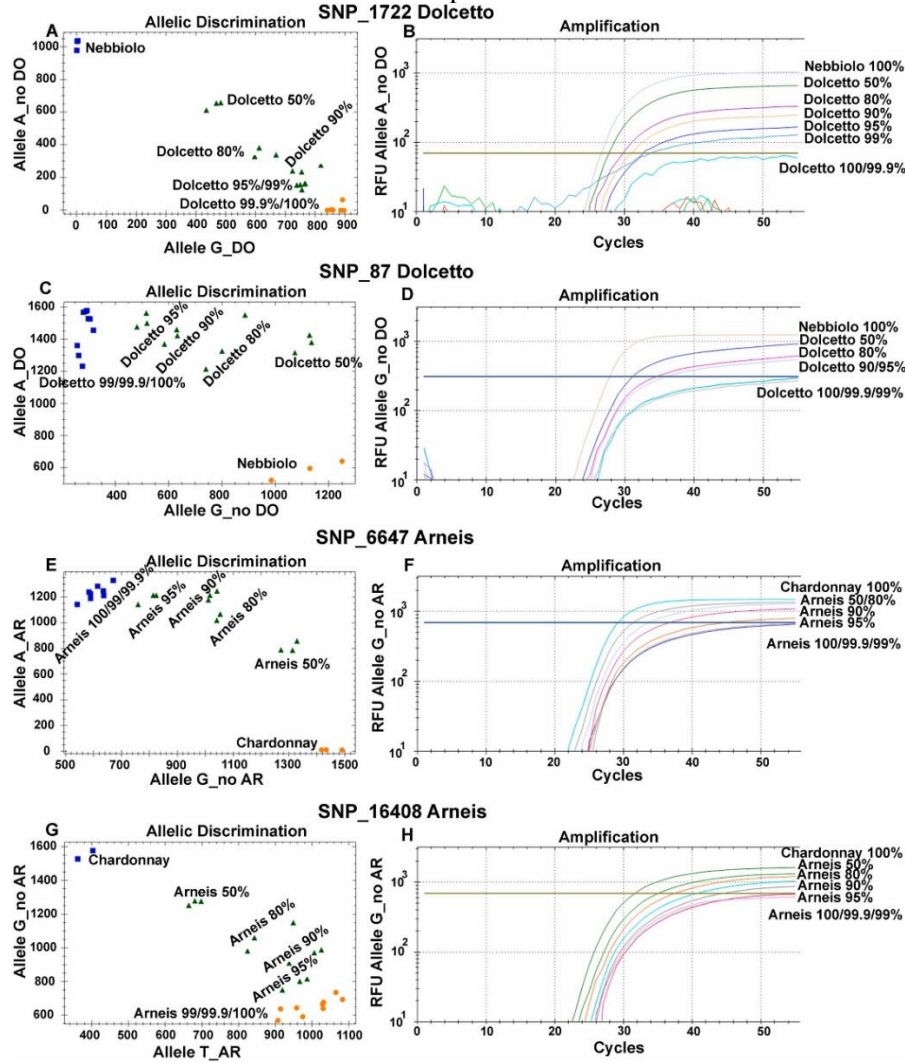 SNP_1722 Dolcetto
A
Allelic Discrimination
1000
800
600
400
200
0
Nebbiolo
Dolcetto 50%
Dolcetto 80%
Dolcetto 90%
Dolcetto 95%/99%
Dolcetto 99.9%/100%
0 100 200 300 400 500 600 700 800 900
Allele G_DO
Allele A_no DO
B
Amplification
10³
10²
10¹
Nebbiolo 100%
Dolcetto 50%
Dolcetto 80%
Dolcetto 90%
Dolcetto 95%
Dolcetto 99%
Dolcetto 100/99.9%
0 10 20 30 40 50
Cycles
RFU Allele A_no DO
SNP_87 Dolcetto
C
Allelic Discrimination
1600
1400
1200
1000
800
600
Dolcetto 95%
Dolcetto 90%
Dolcetto 80%
Dolcetto 50%
Dolcetto 99/99.9/100%
Nebbiolo
400 600 800 1000 1200
Allele G_no DO
Allele A_DO
D
Amplification
10³
10²
10¹
Nebbiolo 100%
Dolcetto 50%
Dolcetto 80%
Dolcetto 90/95%
Dolcetto 100/99.9/99%
0 10 20 30 40 50
RFU Allele G_no DO
SNP_6647 Arneis
E
Allelic Discrimination
1400
1200
1000
800
600
400
200
0
Arneis 100/99/99.9%
Arneis 95%
Arneis 90%
Arneis 80%
Arneis 50%
Chardonnay
500 700 900 1100 1300 1500
Allele G_no AR
Allele A_AR
F
Amplification
10³
10²
10¹
Chardonnay 100%
Arneis 50/80%
Arneis 90%
Arneis 95%
Arneis 100/99.9/99%
0 10 20 30 40 50
Cycles
RFU Allele G_no AR
SNP_16408 Arneis
G
Allelic Discrimination
1600
1400
1200
1000
800
600
Chardonnay
Arneis 50%
Arneis 80%
Arneis 90%
Arneis 95%
Arneis 99/99.9/100%
400 500 600 700 800 900 1000 1100
Allele T_AR
Allele G_no AR
H
Amplification
10³
10²
10¹
Chardonnay 100%
Arneis 50%
Arneis 80%
Arneis 90%
Arneis 95%
Arneis 100/99.9/99%
0 10 20 30 40 50
Cycles
RFU Allele G_no AR